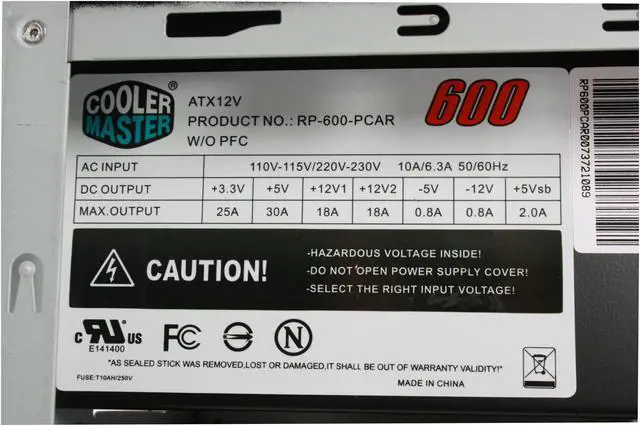 COOLER
MASTER®
ATX12V
PRODUCT NO.: RP-600-PCAR
W/O PFC
600
AC INPUT 110V-115V/220V-230V 10A/6.3A 50/60Hz
DC OUTPUT +3.3V +5V +12V1 +12V2 -5V -12V +5Vsb
MAX.OUTPUT 25A 30A 18A 18A 0.8A 0.8A 2.0A
CAUTION!
-HAZARDOUS VOLTAGE INSIDE!
-DO NOT OPEN POWER SUPPLY COVER!
-SELECT THE RIGHT INPUT VOLTAGE!
c RU US
E141400
FC
S
N
"AS SEALED STICK WAS REMOVED,LOST OR DAMAGED,IT SHALL BE OUT OF WARRANTY VALIDITY!"
FUSE:T10AH/250V
MADE IN CHINA
RP600PCAR0073721089